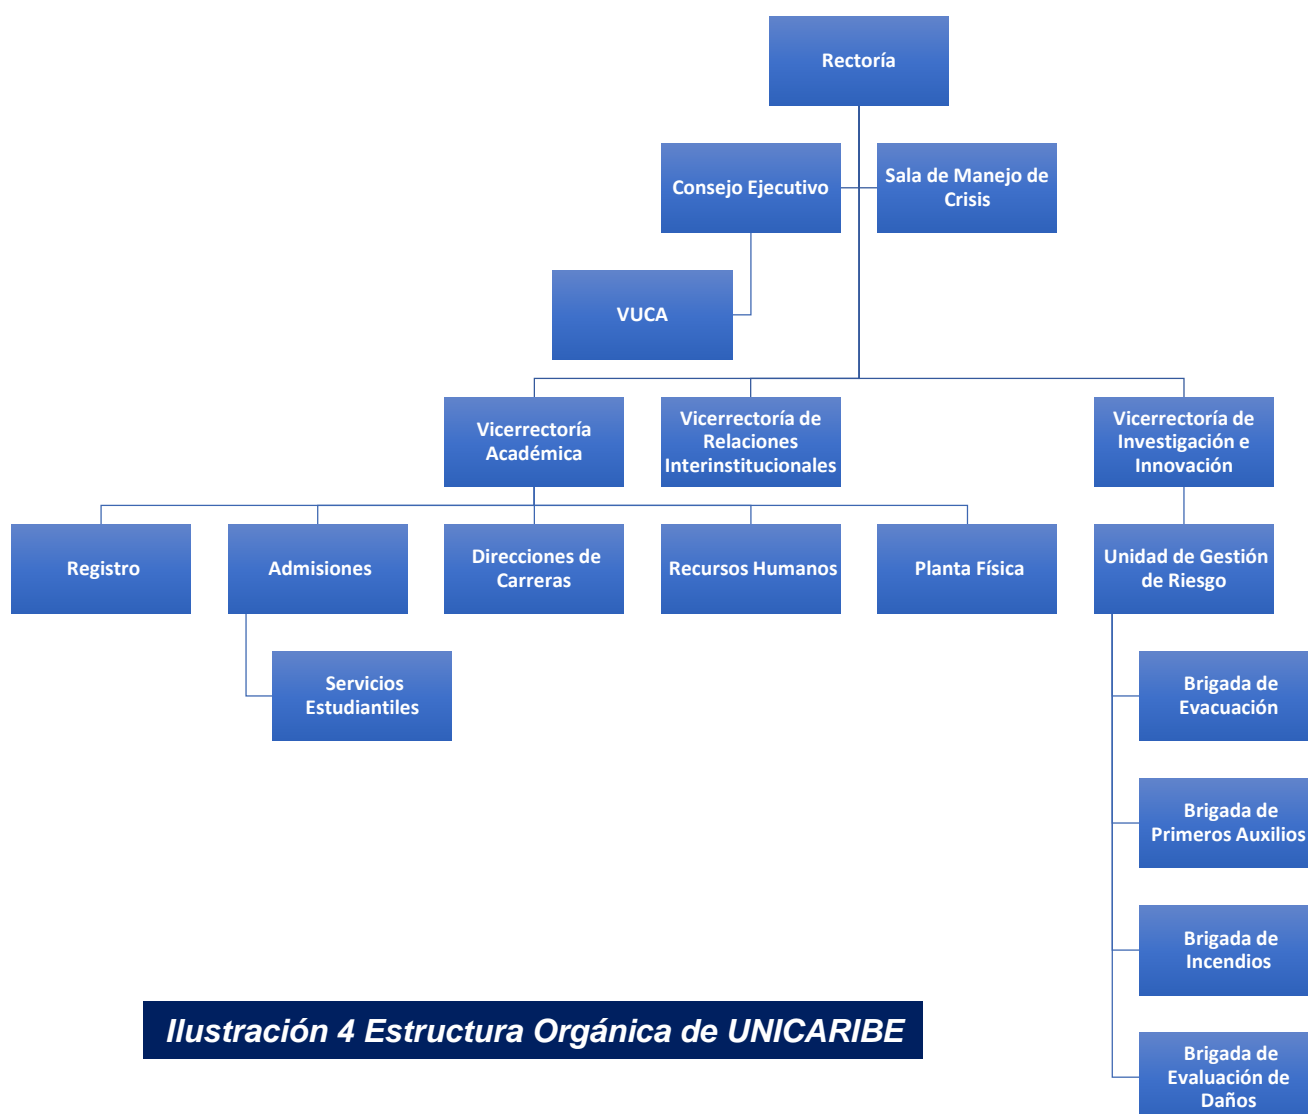 Rectoría
Consejo Ejecutivo
Sala de Manejo de
Crisis
VUCA
Vicerrectoría
Académica
Vicerrectoría de
Relaciones
Interinstitucionales
Vicerrectoría de
Investigación e
Innovación
Registro
Admisiones
Direcciones de
Carreras
Recursos Humanos
Planta Física
Unidad de Gestión
de Riesgo
Servicios
Estudiantiles
Brigada de
Evacuación
Brigada de
Primeros Auxilios
Brigada de
Incendios
Brigada de
Evaluación de
Daños
Ilustración 4 Estructura Orgánica de UNICARIBE